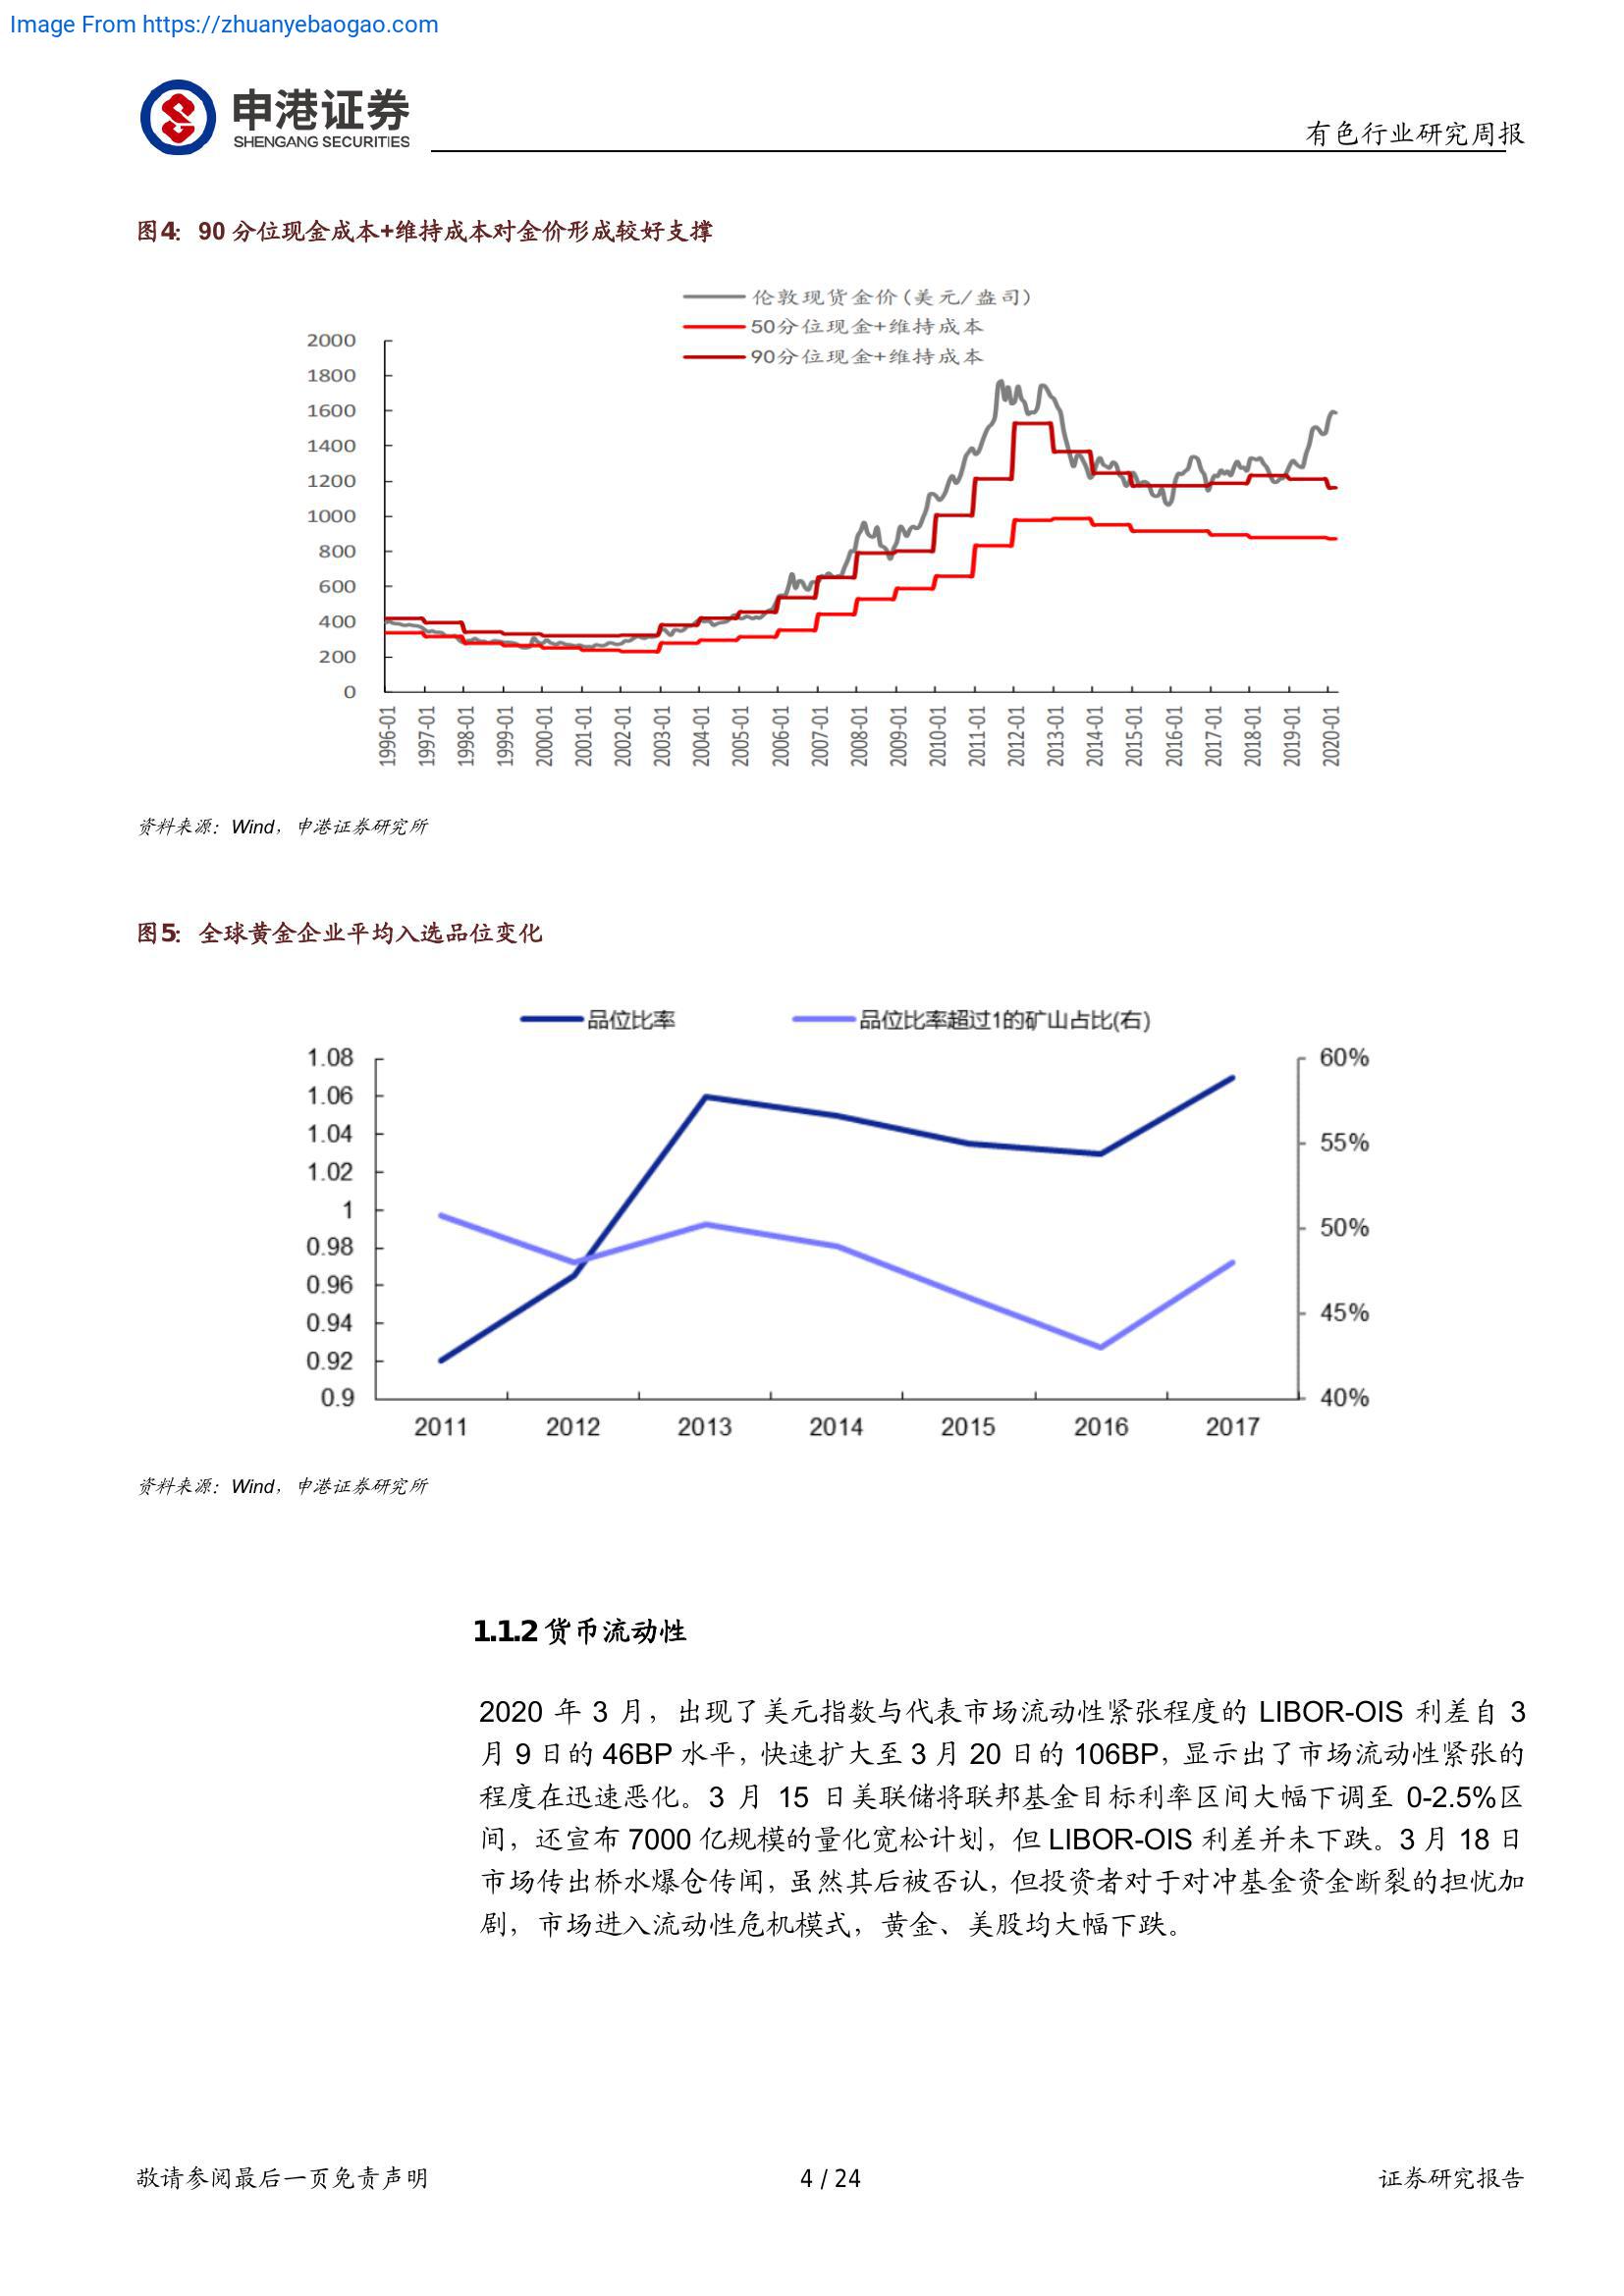 Image From https://zhuanyebaogao.com
申港证券
SHENGANG SECURITIES
有色行业研究周报
图4: 90 分位现金成本+维持成本对金价形成较好支撑
伦敦现货金价(美元/盎司)
50分位现金+维持成本
90分位现金+维持成本
2000
1800
1600
1400
1200
1000
800
600
400
200
0
1996-01
1997-01
1998-01
1999-01
2000-01
2001-01
2002-01
2003-01
2004-01
2005-01
2006-01
2007-01
2008-01
2009-01
2010-01
2011-01
2012-01
2013-01
2014-01
2015-01
2016-01
2017-01
2018-01
2019-01
2020-01
资料来源：Wind，申港证券研究所
图5: 全球黄金企业平均入选品位变化
品位比率 品位比率超过1的矿山占比(右)
1.08
1.06
1.04
1.02
1
0.98
0.96
0.94
0.92
0.9
60%
55%
50%
45%
40%
2011 2012 2013 2014 2015 2016 2017
资料来源：Wind，申港证券研究所
1.1.2 货币流动性
2020 年 3 月，出现了美元指数与代表市场流动性紧张程度的 LIBOR-OIS 利差自 3
月 9 日的 46BP 水平，快速扩大至 3 月 20 日的 106BP，显示出了市场流动性紧张的
程度在迅速恶化。3 月 15 日美联储将联邦基金目标利率区间大幅下调至 0-2.5%区
间，还宣布 7000 亿规模的量化宽松计划，但 LIBOR-OIS 利差并未下跌。3 月 18 日
市场传出桥水爆仓传闻，虽然其后被否认，但投资者对于对冲基金资金断裂的担忧加
剧，市场进入流动性危机模式，黄金、美股均大幅下跌。
敬请参阅最后一页免责声明
4 / 24
证券研究报告